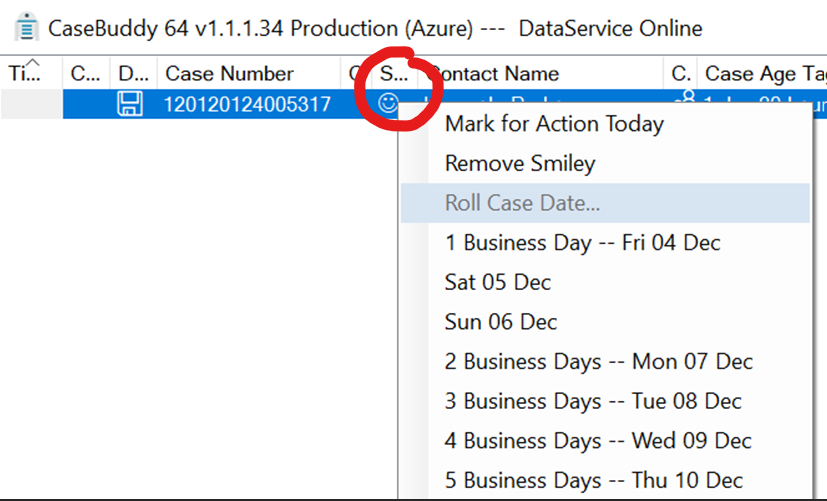 CaseBuddy 64 v1.1.1.34 Production (Azure) --- DataService Online
Ti... C... D... Case Number S... Contact Name C. Case Age Tag
120120124005317
Mark for Action Today
Remove Smiley
Roll Case Date...
1 Business Day -- Fri 04 Dec
Sat 05 Dec
Sun 06 Dec
2 Business Days -- Mon 07 Dec
3 Business Days -- Tue 08 Dec
4 Business Days -- Wed 09 Dec
5 Business Days -- Thu 10 Dec